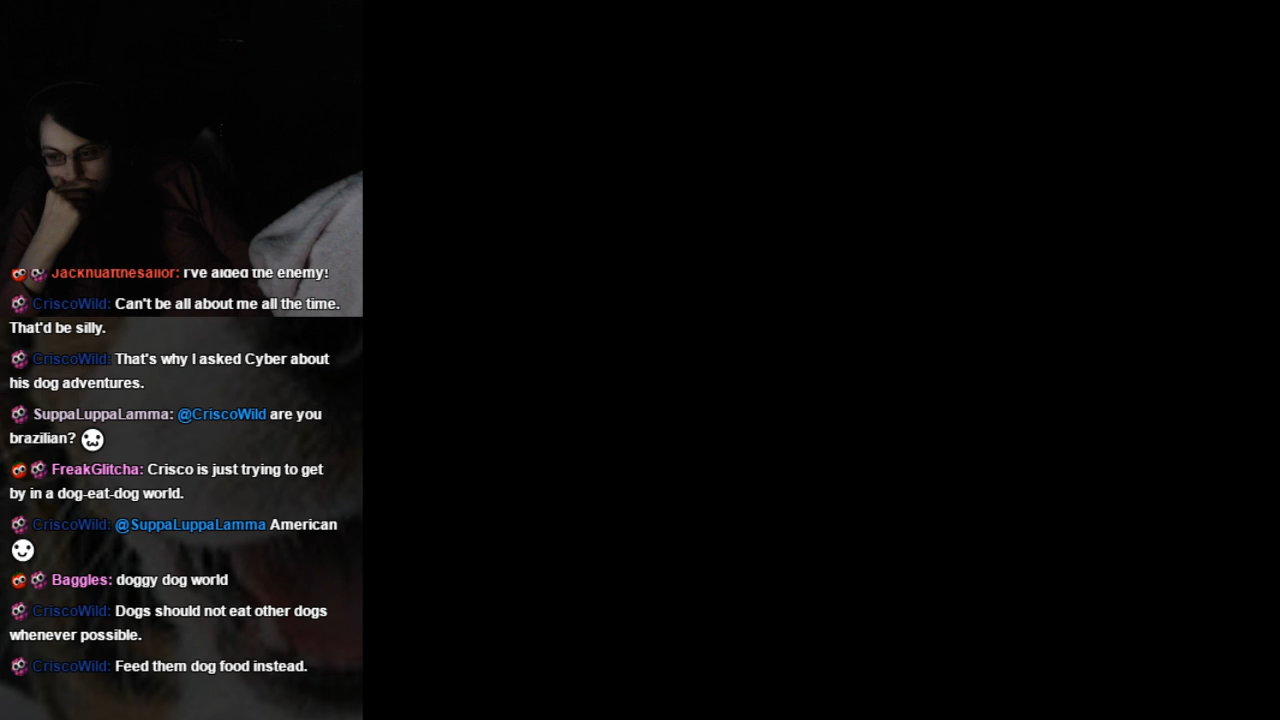 Jackhuafthesailor: I've aided the enemy!
CriscoWild: Can't be all about me all the time.
That'd be silly.
CriscoWild: That's why I asked Cyber about
his dog adventures.
SuppaLuppaLamma: @CriscoWild are you
brazilian?
FreakGlitcha: Crisco is just trying to get
by in a dog-eat-dog world.
CriscoWild: @SuppaLuppaLamma American
Baggles: doggy dog world
CriscoWild: Dogs should not eat other dogs
whenever possible.
CriscoWild: Feed them dog food instead.